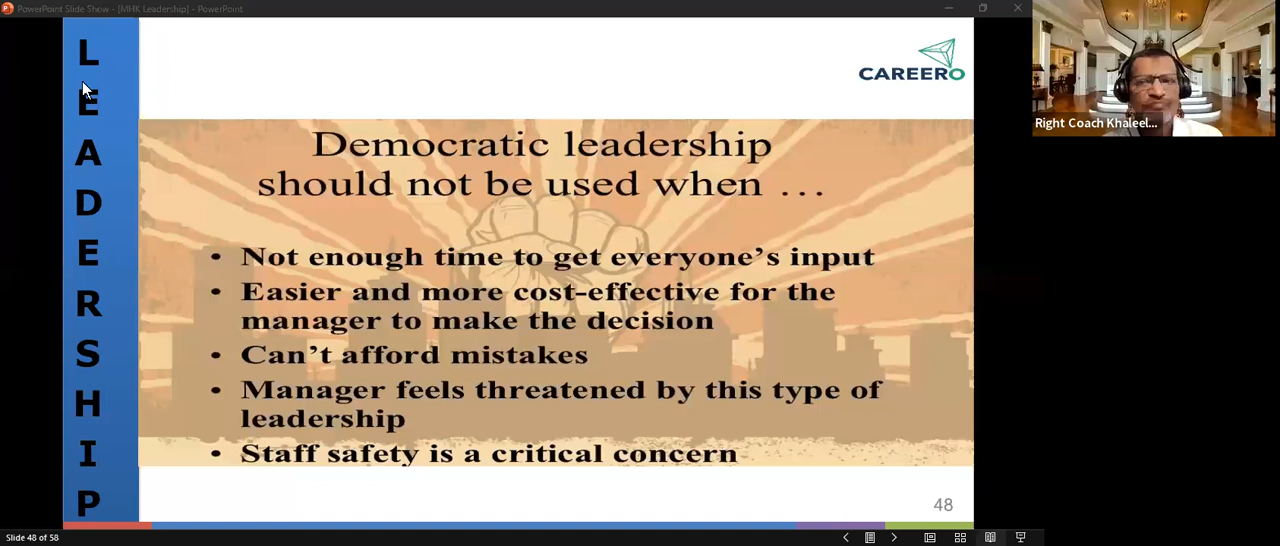 PowerPoint Slide Show - [MHK Leadership] - PowerPoint
L
E
A
D
E
R
S
H
I
P
CAREERO
Democratic leadership
should not be used when …
• Not enough time to get everyone's input
• Easier and more cost-effective for the
manager to make the decision
• Can't afford mistakes
• Manager feels threatened by this type of
leadership
• Staff safety is a critical concern
48
Right Coach Khaleel...
Slide 48 of 58